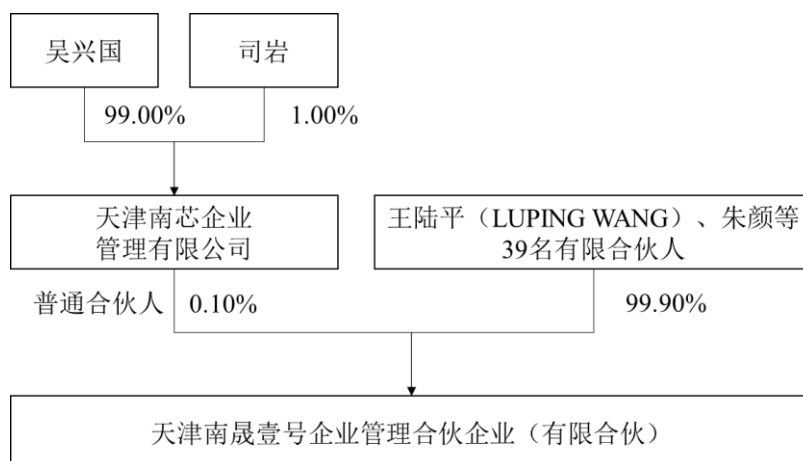 吴兴国
司岩
99.00%
1.00%
天津南芯企业
管理有限公司
王陆平（LUPING WANG）、朱颜等
39名有限合伙人
普通合伙人
0.10%
99.90%
天津南晟壹号企业管理合伙企业（有限合伙）